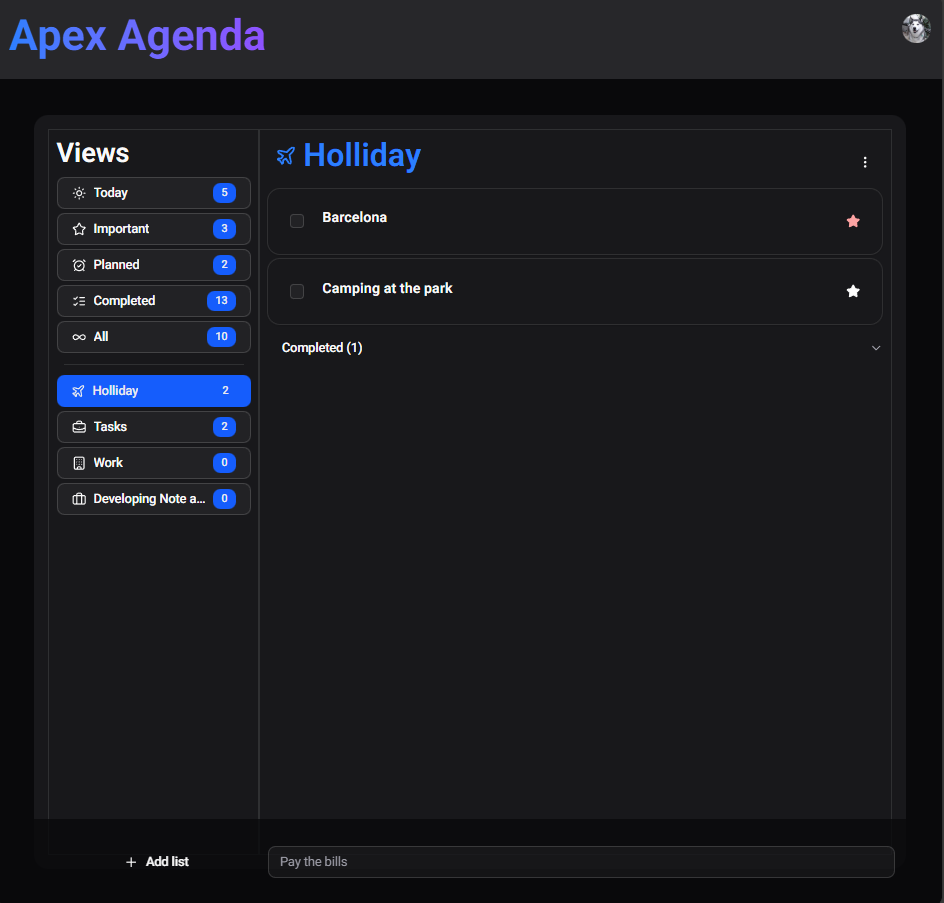 Apex Agenda
Views
Today 5
Important 3
Planned 2
Completed 13
All 10
Holliday 2
Tasks 2
Work 0
Developing Note a... 0
Add list
Holliday
Barcelona
Camping at the park
Completed (1)
Pay the bills